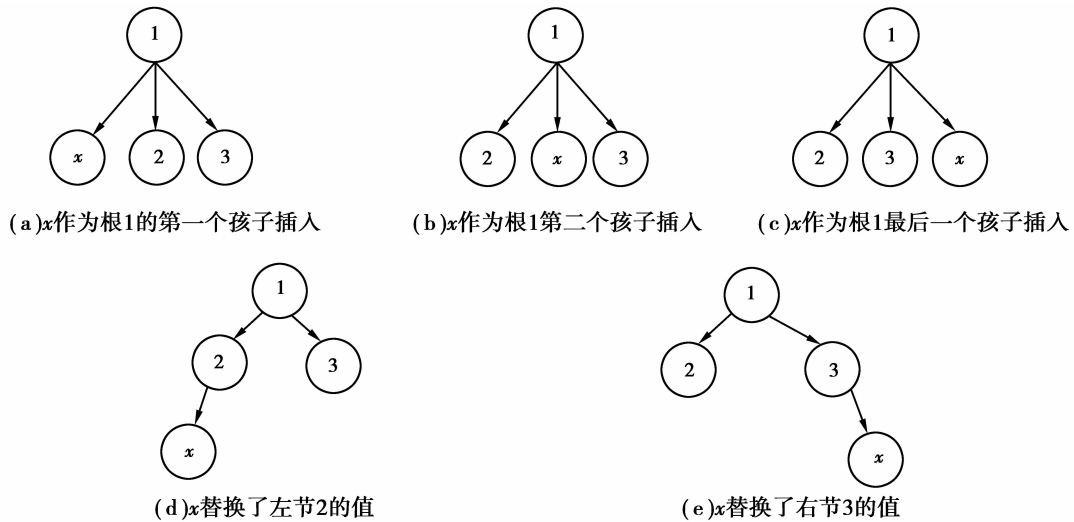 1
1
1
x
2
3
2
x
3
2
3
x
(a)x作为根1的第一个孩子插入
(b)x作为根1第二个孩子插入
(c)x作为根1最后一个孩子插入
1
1
2
3
2
3
x
x
(d)x替换了左节2的值
(e)x替换了右节3的值